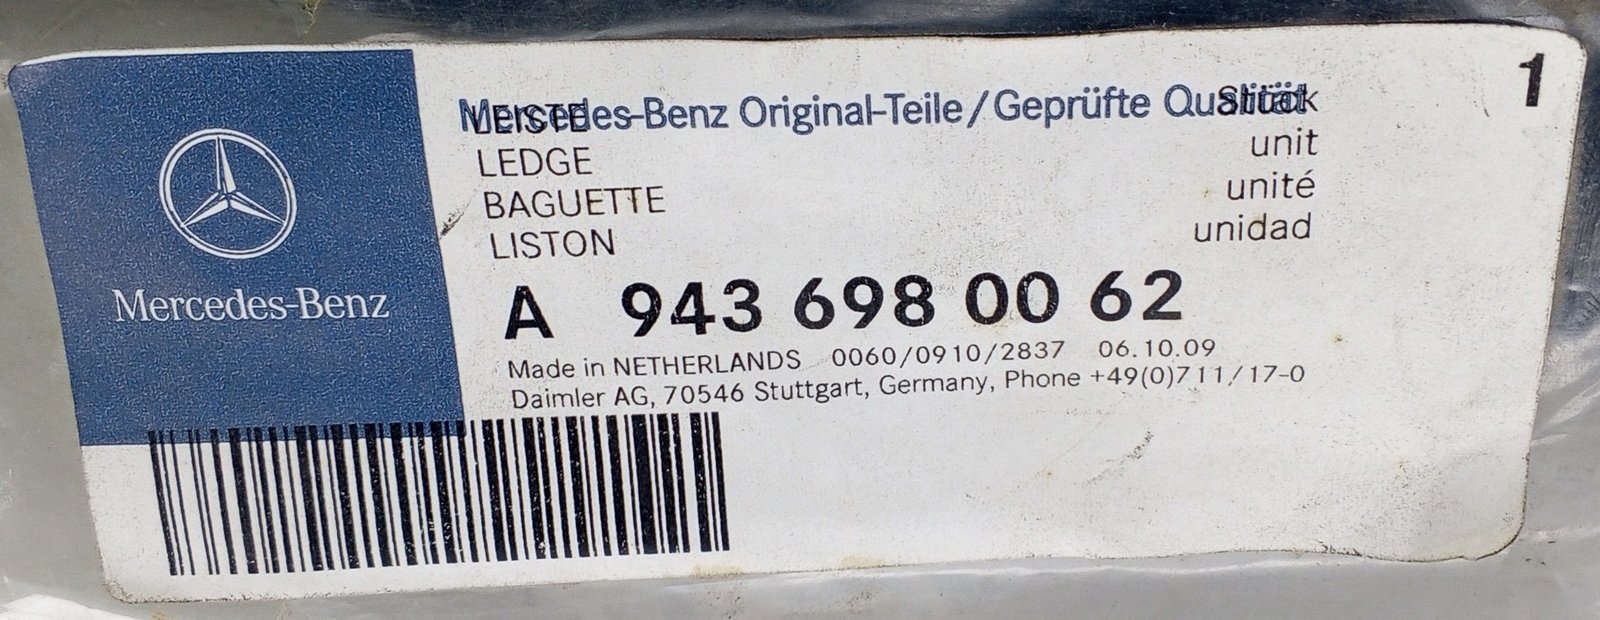 Mercedes-Benz Original-Teile/Geprüfte Qualität
1
LEISTE Stück
LEDGE unit
BAGUETTE unité
LISTON unidad
Mercedes-Benz
A 943 698 00 62
Made in NETHERLANDS 0060/0910/2837 06.10.09
Daimler AG, 70546 Stuttgart, Germany, Phone +49(0)711/17-0